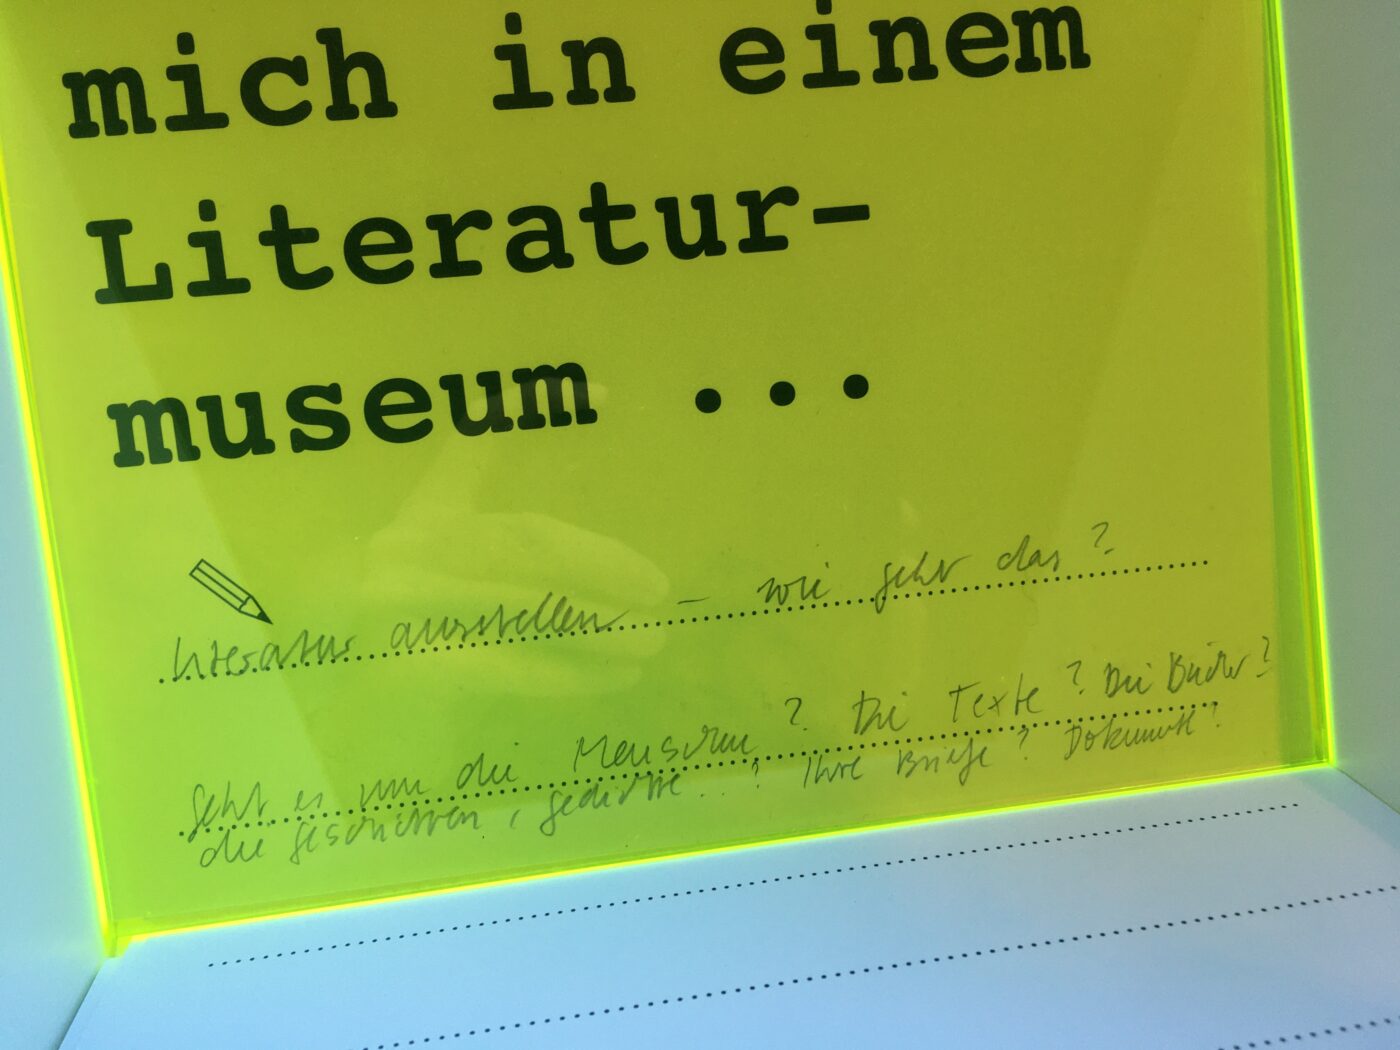 mich in einem
Literatur-
museum ...
Literatur ausstellen – wie geht das?
Geht es um die Menschen? Die Texte? Die Bücher?
die Geschichten, Gedichte..? Ihre Briefe? Dokumente?